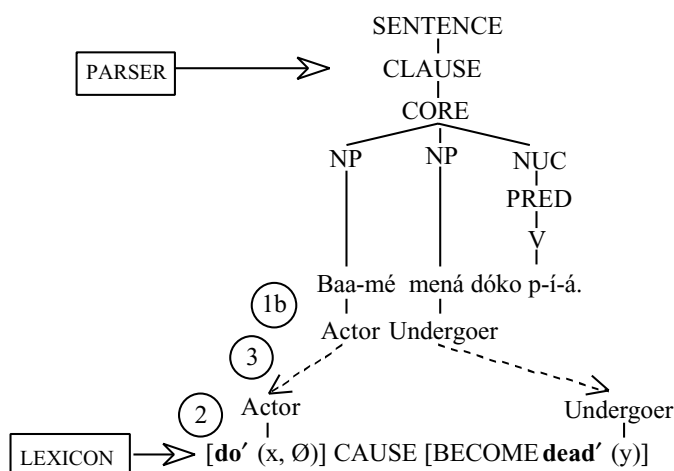 SENTENCE
PARSER
CLAUSE
CORE
NP NP NUC
PRED
V
Baa-mé mená dóko p-í-á.
1b
Actor Undergoer
3
2
Actor Undergoer
LEXICON [do′ (x, Ø)] CAUSE [BECOME dead′ (y)]